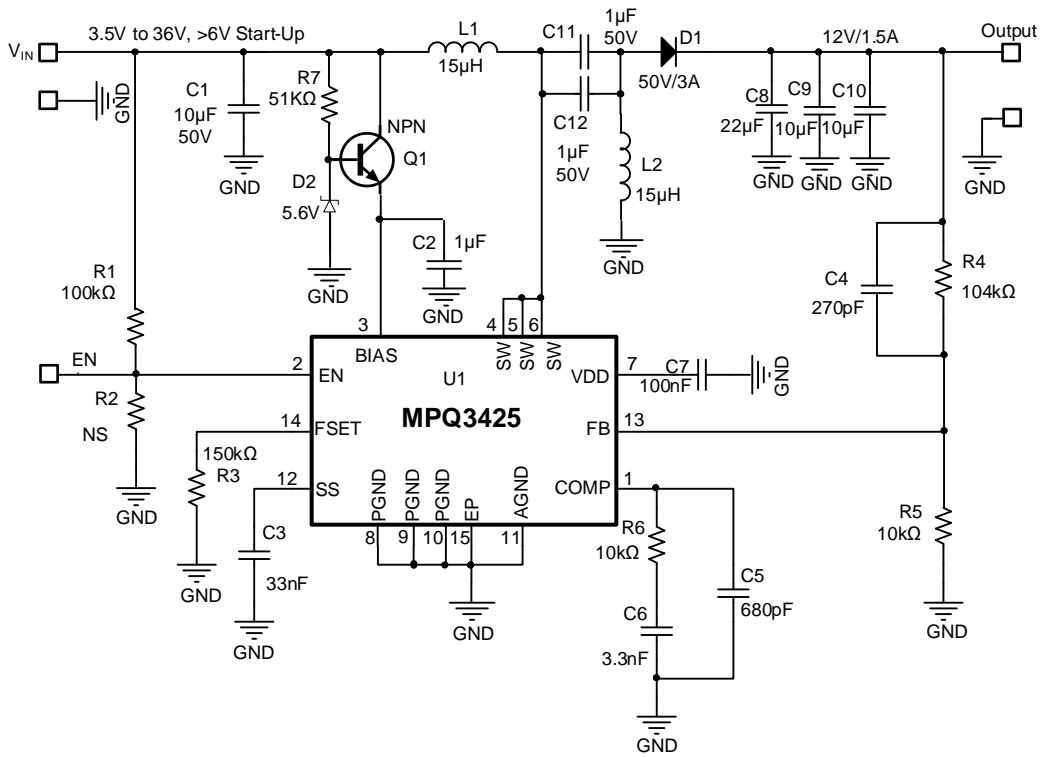 3.5V to 36V, >6V Start-Up
VIN
GND
C1
10µF
50V
GND
R7
51KΩ
NPN
Q1
D2
5.6V
GND
L1
15µH
C11
1µF
50V
C12
1µF
50V
D1
50V/3A
L2
15µH
GND
12V/1.5A
Output
C8
22µF
GND
C9
10µF
GND
C10
10µF
GND
GND
C2
1µF
GND
R1
100kΩ
C4
270pF
R4
104kΩ
3
4
5
6
BIAS
SW
SW
SW
EN
2
EN
U1
VDD
7
C7
100nF
GND
R2
NS
GND
MPQ3425
14
FSET
FB
13
150kΩ
R3
GND
12
SS
C3
33nF
GND
PGND
PGND
PGND
EP
AGND
8
9
10
15
11
GND
COMP
1
R6
10kΩ
C6
3.3nF
C5
680pF
GND
R5
10kΩ
GND